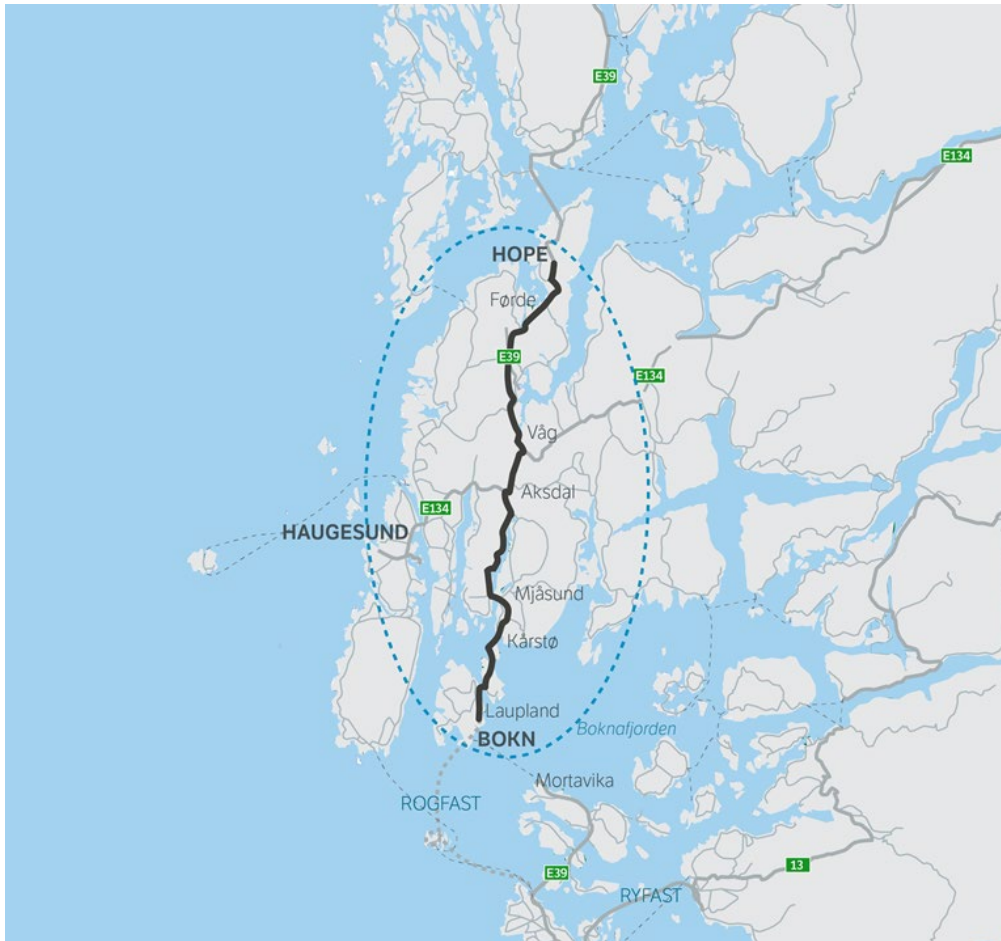 E39
E134
HOPE
Førde
E39
E134
Våg
Aksdal
E134
HAUGESUND
Mjåsund
Kårstø
Laupland
Boknafjorden
BOKN
Mortavika
ROGFAST
13
E39
RYFAST